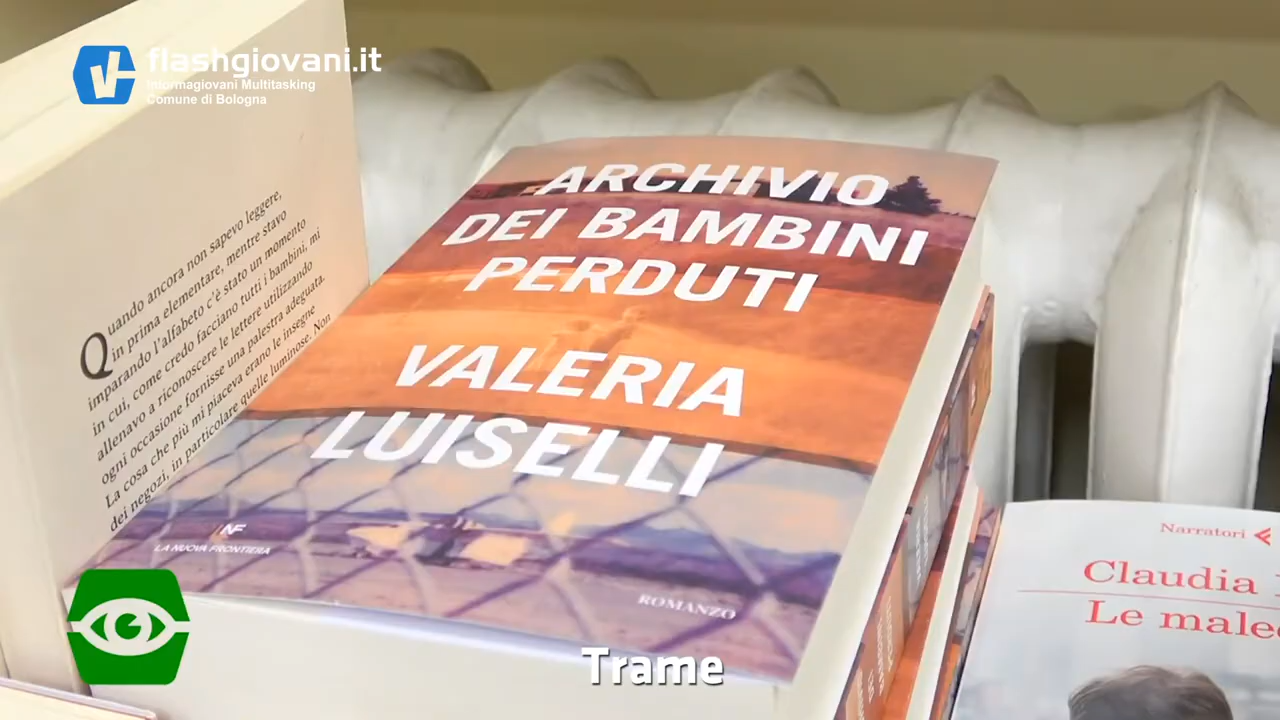 flashgiovani.it
Informagiovani Multitasking
Comune di Bologna
Quando ancora non sapevo leggere,
in prima elementare, mentre stavo
imparando l'alfabeto c'è stato un momento
in cui, come credo facciano tutti i bambini, mi
allenavo a riconoscere le lettere utilizzando
ogni occasione fornisse una palestra adeguata.
La cosa che più mi piaceva erano le insegne
dei negozi, in particolare quelle luminose. Non
ARCHIVIO
DEI BAMBINI
PERDUTI
VALERIA
LUISELLI
NF
LA NUOVA FRONTIERA
ROMANZO
Narratori
Claudia
Le male
Trame